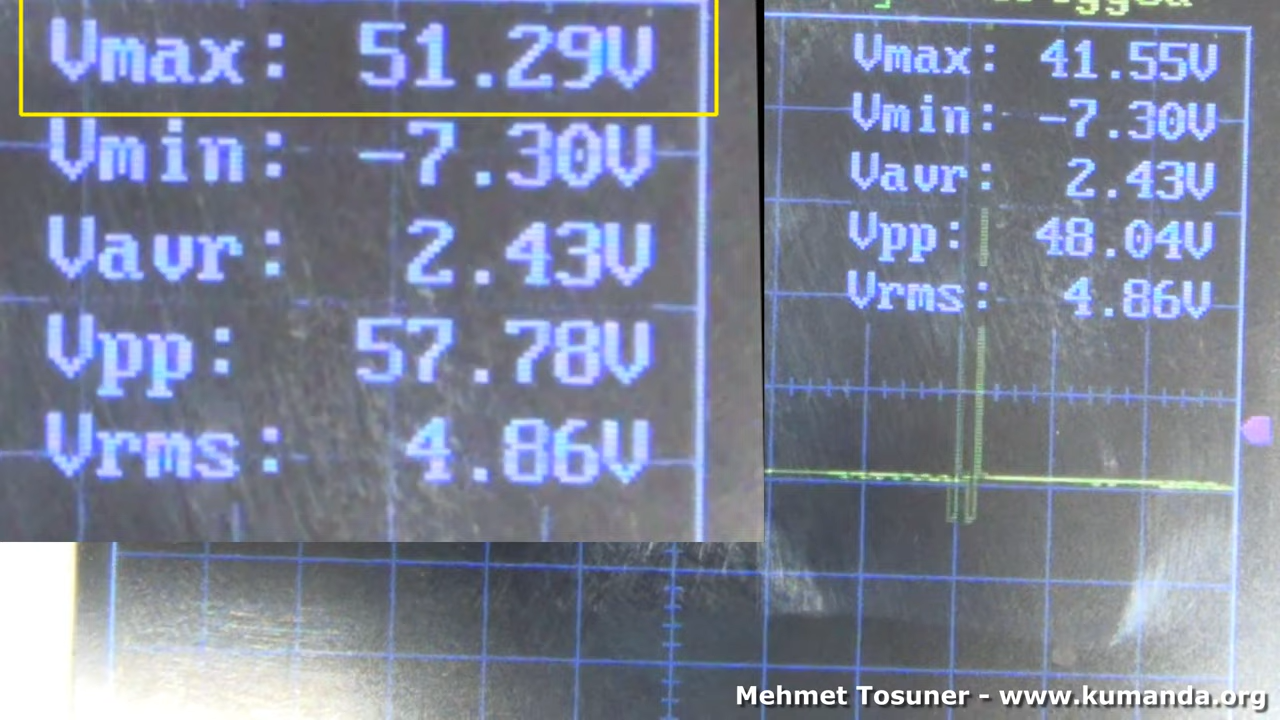 Vmax: 51.29V
Vmin: -7.30V
Vavr: 2.43V
Vpp: 57.78V
Vrms: 4.86V
Vmax: 41.55V
Vmin: -7.30V
Vavr: 2.43V
Vpp: 48.04V
Vrms: 4.86V
Mehmet Tosuner - www.kumanda.org